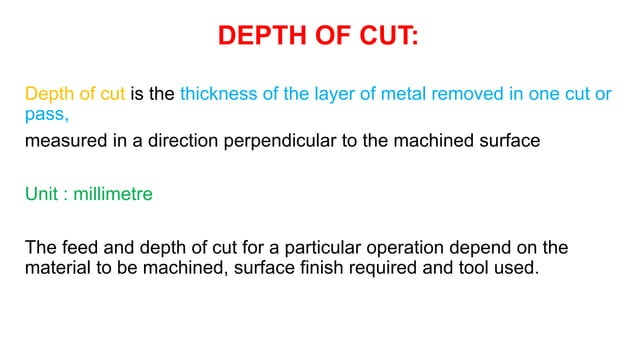 DEPTH OF CUT:
Depth of cut is the thickness of the layer of metal removed in one cut or
pass,
measured in a direction perpendicular to the machined surface
Unit : millimetre
The feed and depth of cut for a particular operation depend on the
material to be machined, surface finish required and tool used.